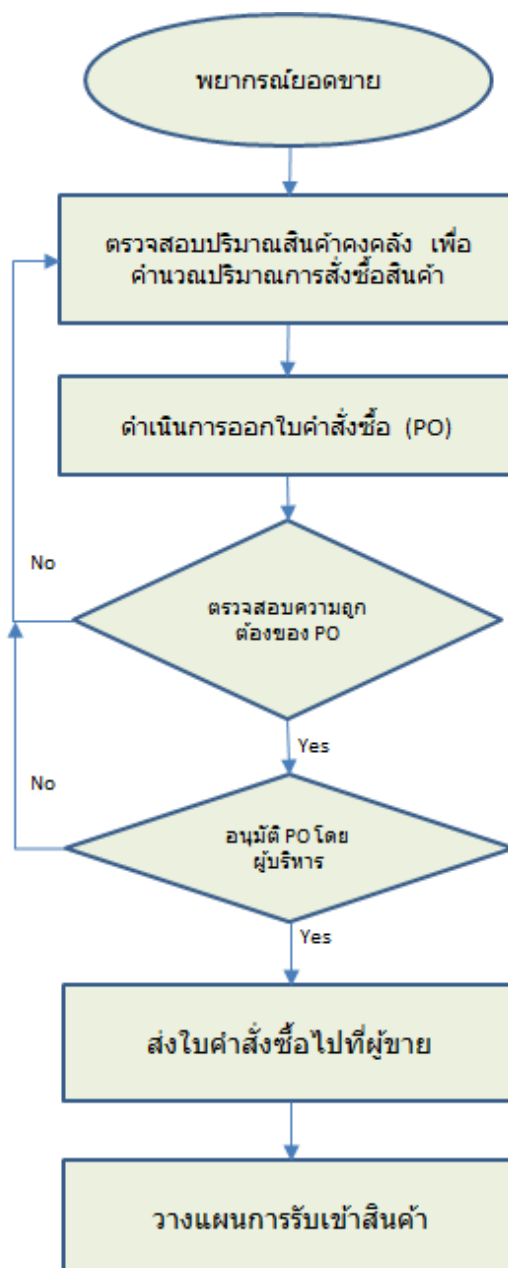 พยากรณ์ยอดขาย
ตรวจสอบปริมาณสินค้าคงคลัง เพื่อ
คำนวณปริมาณการสั่งซื้อสินค้า
ดำเนินการออกใบคำสั่งซื้อ (PO)
No
ตรวจสอบความถูก
ต้องของ PO
Yes
No
อนุมัติ PO โดย
ผู้บริหาร
Yes
ส่งใบคำสั่งซื้อไปที่ผู้ขาย
วางแผนการรับเข้าสินค้า